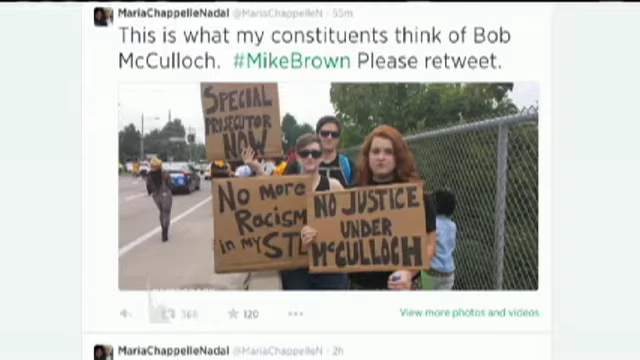 MariaChappelleNadal @MariaChappelleN · 55m
This is what my constituents think of Bob
McCulloch. #MikeBrown Please retweet.
SPECIAL
PROSECUTOR
NOW
NO MORE
RACISM
IN MY STL
NO JUSTICE
UNDER
McCULLOCH
368 120 View more photos and videos
MariaChappelleNadal @MariaChappelleN · 2h